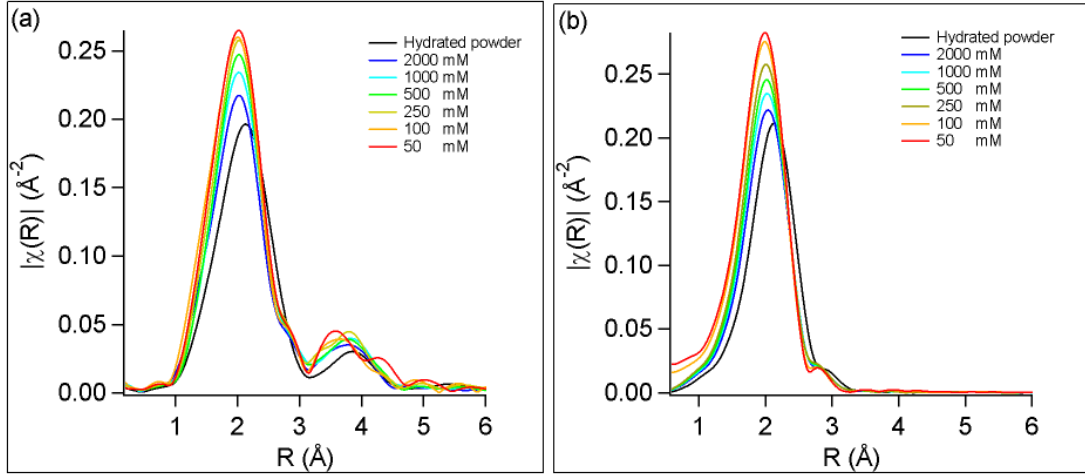 (a)
0.25
0.20
0.15
0.10
0.05
0.00
|χ(R)| (Å⁻²)
1 2 3 4 5 6
R (Å)
Hydrated powder
2000 mM
1000 mM
500 mM
250 mM
100 mM
50 mM
(b)
0.25
0.20
0.15
0.10
0.05
0.00
|χ(R)| (Å⁻²)
1 2 3 4 5 6
R (Å)
Hydrated powder
2000 mM
1000 mM
500 mM
250 mM
100 mM
50 mM